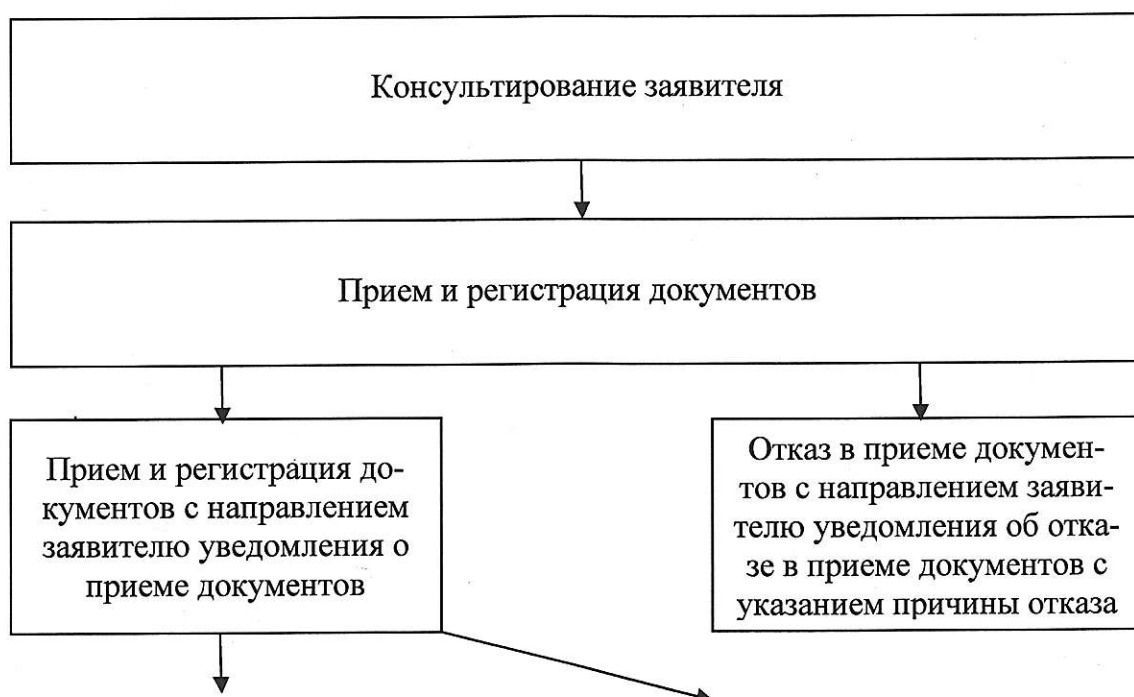 Консультирование заявителя
Прием и регистрация документов
Прием и регистрация до-
кументов с направлением
заявителю уведомления о
приеме документов
Отказ в приеме докумен-
тов с направлением заяви-
телю уведомления об отка-
зе в приеме документов с
указанием причины отказа